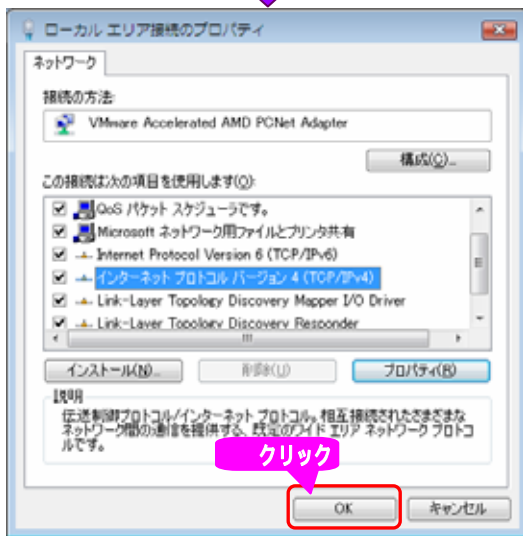 ローカル エリア接続のプロパティ
ネットワーク
接続の方法:
VMware Accelerated AMD PCNet Adapter
構成(C)...
この接続は次の項目を使用します(O):
QoS パケット スケジューラです。
Microsoft ネットワーク用ファイルとプリンタ共有
Internet Protocol Version 6 (TCP/IPv6)
インターネット プロトコル バージョン 4 (TCP/IPv4)
Link-Layer Topology Discovery Mapper I/O Driver
Link-Layer Topology Discovery Responder
インストール(N)... 削除(U) プロパティ(R)
説明
伝送制御プロトコル/インターネット プロトコル。相互接続されたさまざまな
ネットワーク間の通信を提供する、既定のワイド エリア ネットワーク プロトコ
ルです。
クリック
OK キャンセル